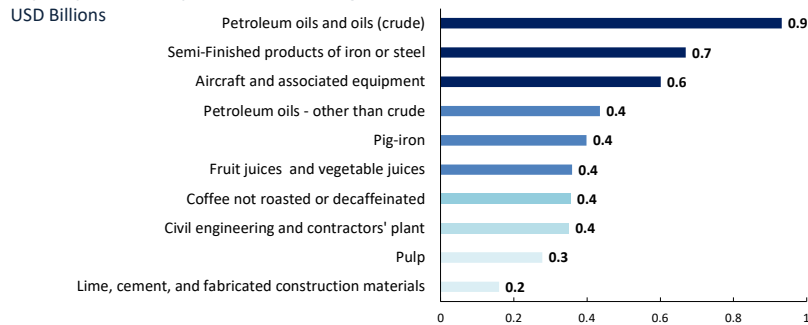 USD Billions
Petroleum oils and oils (crude) 0.9
Semi-Finished products of iron or steel 0.7
Aircraft and associated equipment 0.6
Petroleum oils - other than crude 0.4
Pig-iron 0.4
Fruit juices and vegetable juices 0.4
Coffee not roasted or decaffeinated 0.4
Civil engineering and contractors' plant 0.4
Pulp 0.3
Lime, cement, and fabricated construction materials 0.2
0 0.2 0.4 0.6 0.8 1